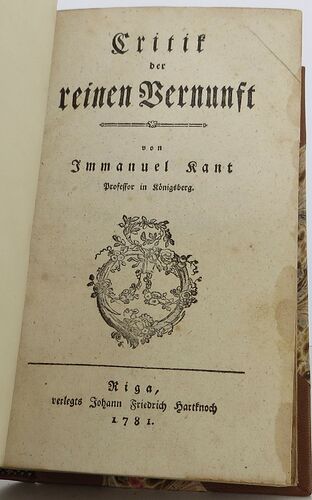 Critik
der
reinen Vernunft
von
Immanuel Kant
Professor in Königsberg.
Riga,
verlegts Johann Friedrich Hartknoch
1781.